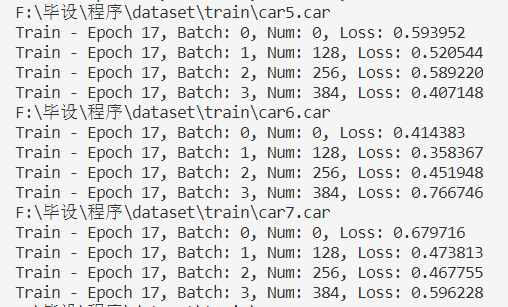 F:\毕设\程序\dataset\train\car5.car
Train - Epoch 17, Batch: 0, Num: 0, Loss: 0.593952
Train - Epoch 17, Batch: 1, Num: 128, Loss: 0.520544
Train - Epoch 17, Batch: 2, Num: 256, Loss: 0.589220
Train - Epoch 17, Batch: 3, Num: 384, Loss: 0.407148
F:\毕设\程序\dataset\train\car6.car
Train - Epoch 17, Batch: 0, Num: 0, Loss: 0.414383
Train - Epoch 17, Batch: 1, Num: 128, Loss: 0.358367
Train - Epoch 17, Batch: 2, Num: 256, Loss: 0.451948
Train - Epoch 17, Batch: 3, Num: 384, Loss: 0.766746
F:\毕设\程序\dataset\train\car7.car
Train - Epoch 17, Batch: 0, Num: 0, Loss: 0.679716
Train - Epoch 17, Batch: 1, Num: 128, Loss: 0.473813
Train - Epoch 17, Batch: 2, Num: 256, Loss: 0.467755
Train - Epoch 17, Batch: 3, Num: 384, Loss: 0.596228